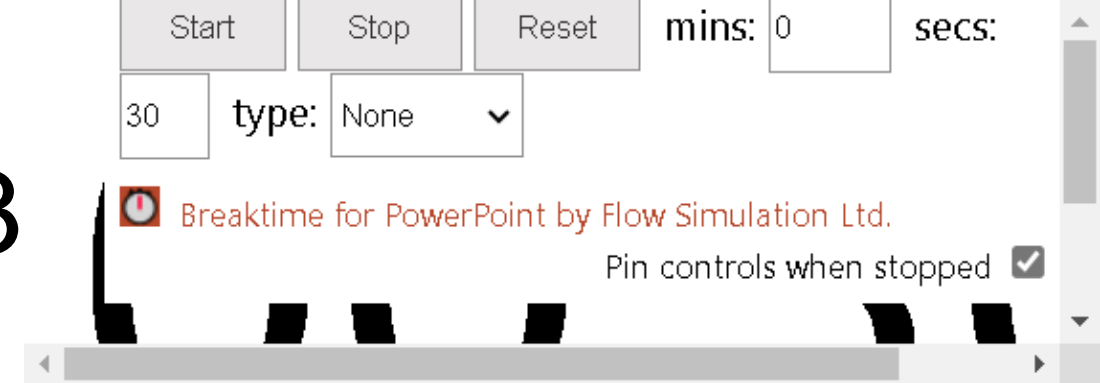 Start Stop Reset mins: 0 secs:
30 type: None
Breaktime for PowerPoint by Flow Simulation Ltd.
Pin controls when stopped